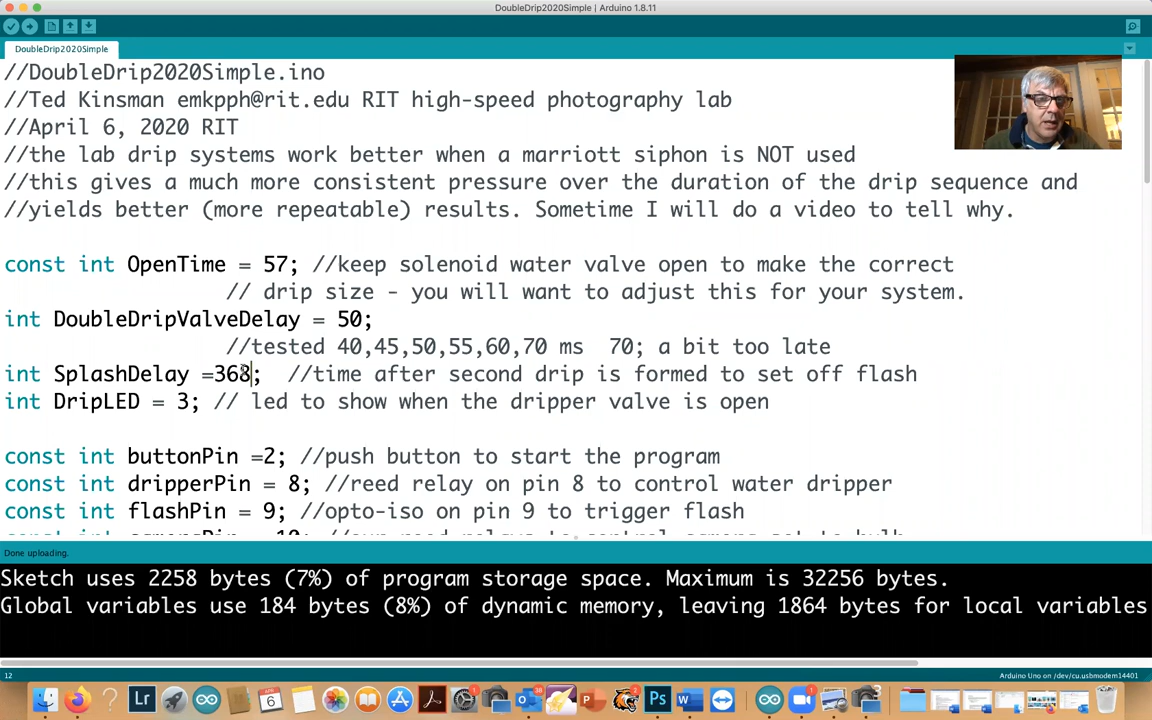 DoubleDrip2020Simple | Arduino 1.8.11
DoubleDrip2020Simple
//DoubleDrip2020Simple.ino
//Ted Kinsman emkpph@rit.edu RIT high-speed photography lab
//April 6, 2020 RIT
//the lab drip systems work better when a marriott siphon is NOT used
//this gives a much more consistent pressure over the duration of the drip sequence and
//yields better (more repeatable) results. Sometime I will do a video to tell why.
const int OpenTime = 57; //keep solenoid water valve open to make the correct
// drip size - you will want to adjust this for your system.
int DoubleDripValveDelay = 50;
//tested 40,45,50,55,60,70 ms  70; a bit too late
int SplashDelay =368;  //time after second drip is formed to set off flash
int DripLED = 3; // led to show when the dripper valve is open
const int buttonPin =2; //push button to start the program
const int dripperPin = 8; //reed relay on pin 8 to control water dripper
const int flashPin = 9; //opto-iso on pin 9 to trigger flash
Done uploading.
Sketch uses 2258 bytes (7%) of program storage space. Maximum is 32256 bytes.
Global variables use 184 bytes (8%) of dynamic memory, leaving 1864 bytes for local variables
12
Arduino Uno on /dev/cu.usbmodem14401
APR
6
Lr
Ps
W